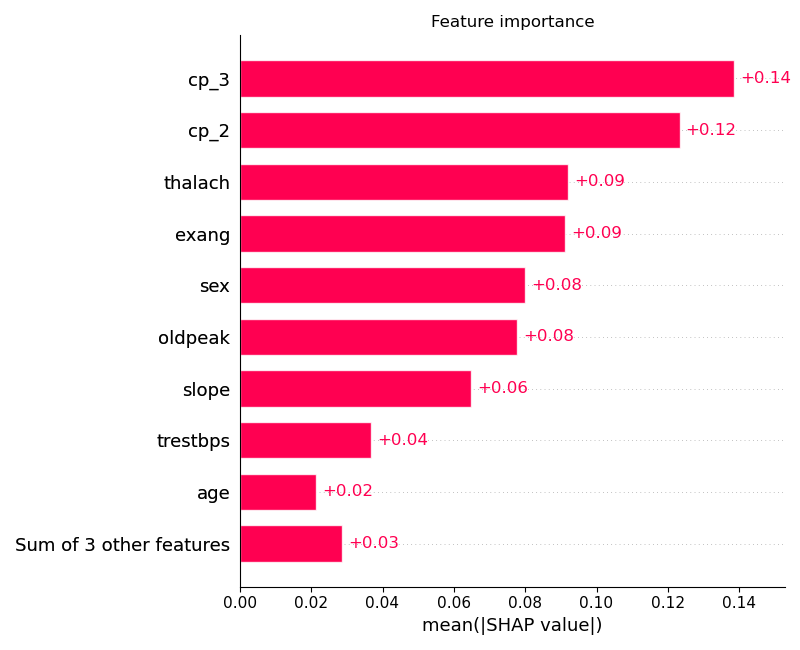 Feature importance
cp_3
+0.14
cp_2
+0.12
thalach
+0.09
exang
+0.09
sex
+0.08
oldpeak
+0.08
slope
+0.06
trestbps
+0.04
age
+0.02
Sum of 3 other features
+0.03
0.00 0.02 0.04 0.06 0.08 0.10 0.12 0.14
mean(|SHAP value|)